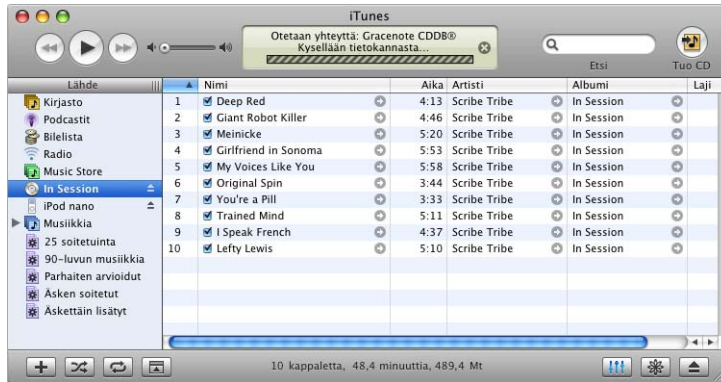 iTunes
Otetaan yhteyttä: Gracenote CDDB®
Kysellään tietokannasta...
Etsi
Tuo CD
Lähde
Nimi Aika Artisti Albumi Laji
Kirjasto
Podcastit
Bilelista
Radio
Music Store
In Session
iPod nano
Musiikkia
25 soitetuinta
90-luvun musiikkia
Parhaiten arvioidut
Äsken soitetut
Äskettäin lisätyt
1 Deep Red 4:13 Scribe Tribe In Session
2 Giant Robot Killer 4:46 Scribe Tribe In Session
3 Meinicke 5:20 Scribe Tribe In Session
4 Girlfriend in Sonoma 5:53 Scribe Tribe In Session
5 My Voices Like You 5:58 Scribe Tribe In Session
6 Original Spin 3:44 Scribe Tribe In Session
7 You're a Pill 3:33 Scribe Tribe In Session
8 Trained Mind 5:11 Scribe Tribe In Session
9 I Speak French 4:37 Scribe Tribe In Session
10 Lefty Lewis 5:10 Scribe Tribe In Session
10 kappaletta, 48,4 minuuttia, 489,4 Mt